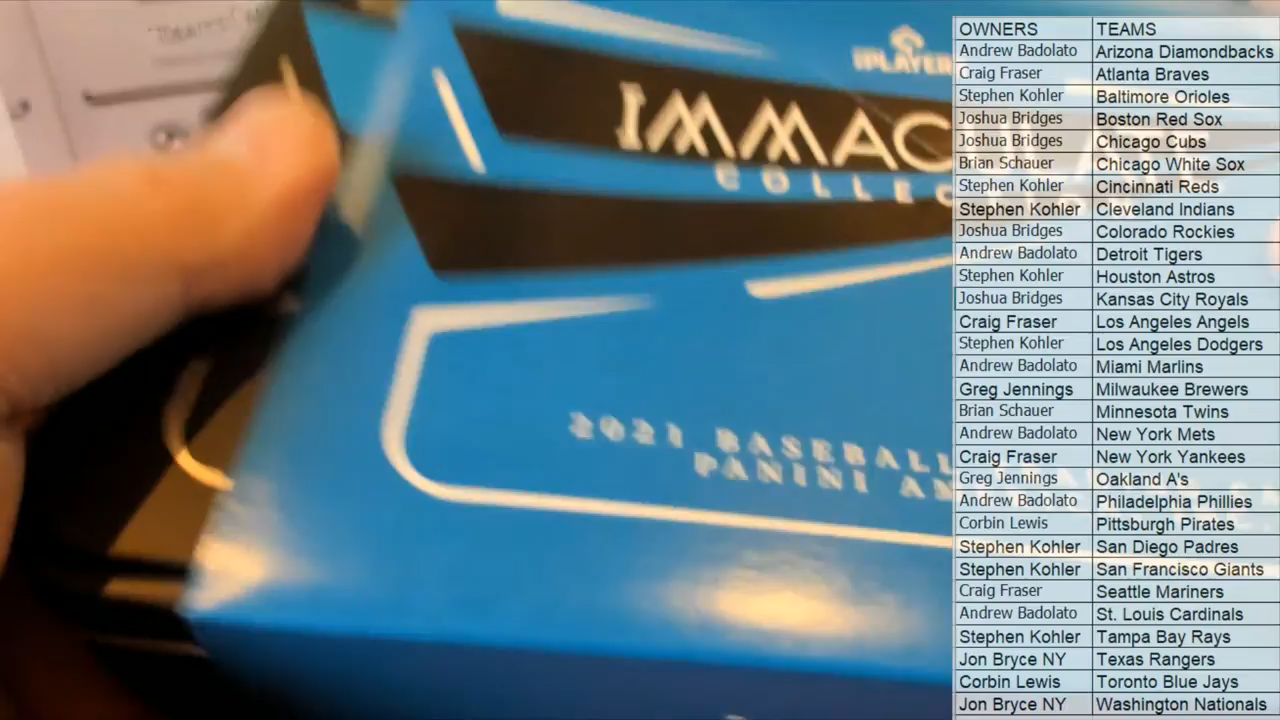 IPLAYER
IMMACULATE
COLLEC
2021 BASEBALL
PANINI AM
OWNERS TEAMS
Andrew Badolato Arizona Diamondbacks
Craig Fraser Atlanta Braves
Stephen Kohler Baltimore Orioles
Joshua Bridges Boston Red Sox
Joshua Bridges Chicago Cubs
Brian Schauer Chicago White Sox
Stephen Kohler Cincinnati Reds
Stephen Kohler Cleveland Indians
Joshua Bridges Colorado Rockies
Andrew Badolato Detroit Tigers
Stephen Kohler Houston Astros
Joshua Bridges Kansas City Royals
Craig Fraser Los Angeles Angels
Stephen Kohler Los Angeles Dodgers
Andrew Badolato Miami Marlins
Greg Jennings Milwaukee Brewers
Brian Schauer Minnesota Twins
Andrew Badolato New York Mets
Craig Fraser New York Yankees
Greg Jennings Oakland A's
Andrew Badolato Philadelphia Phillies
Corbin Lewis Pittsburgh Pirates
Stephen Kohler San Diego Padres
Stephen Kohler San Francisco Giants
Craig Fraser Seattle Mariners
Andrew Badolato St. Louis Cardinals
Stephen Kohler Tampa Bay Rays
Jon Bryce NY Texas Rangers
Corbin Lewis Toronto Blue Jays
Jon Bryce NY Washington Nationals